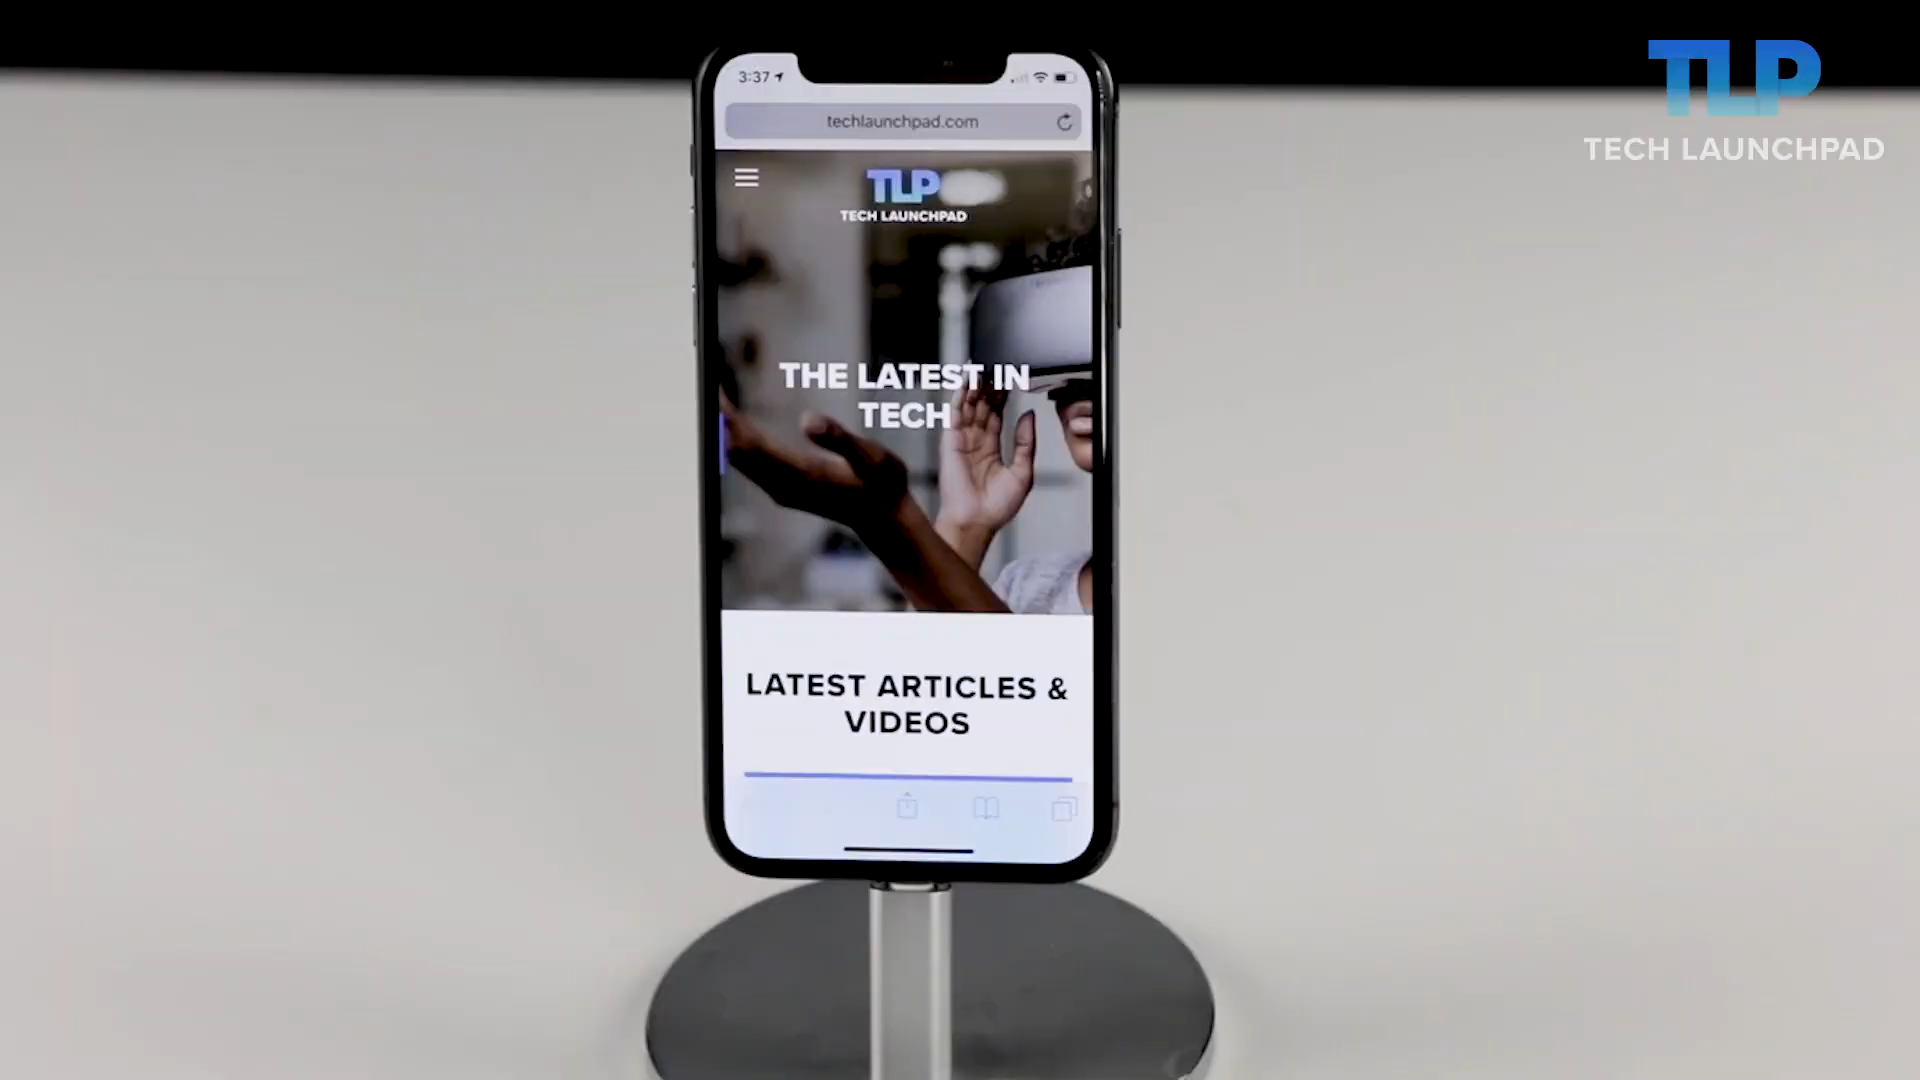 3:37
techlaunchpad.com
TLP
TECH LAUNCHPAD
THE LATEST IN
TECH
LATEST ARTICLES &
VIDEOS
TLP
TECH LAUNCHPAD